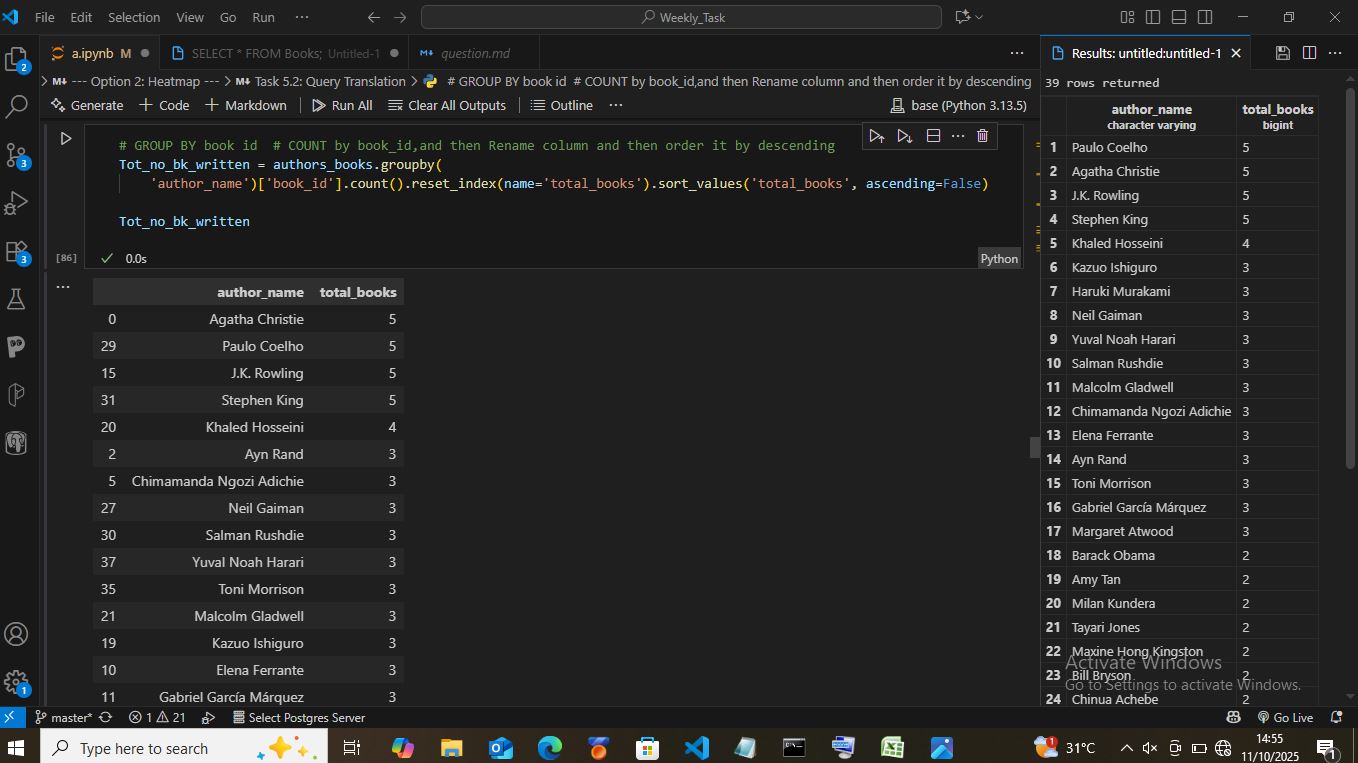 File Edit Selection View Go Run ··· Weekly_Task
a.ipynb M SELECT * FROM Books; Untitled-1 question.md ···
Results: untitled:untitled-1 ···
--- Option 2: Heatmap --- > Task 5.2: Query Translation > # GROUP BY book id # COUNT by book_id,and then Rename column and then order it by descending
Generate + Code + Markdown Run All Clear All Outputs Outline ··· base (Python 3.13.5)
# GROUP BY book id # COUNT by book_id,and then Rename column and then order it by descending
Tot_no_bk_written = authors_books.groupby(
'author_name')['book_id'].count().reset_index(name='total_books').sort_values('total_books', ascending=False)
Tot_no_bk_written
[86] 0.0s Python
author_name total_books
0 Agatha Christie 5
29 Paulo Coelho 5
15 J.K. Rowling 5
31 Stephen King 5
20 Khaled Hosseini 4
2 Ayn Rand 3
5 Chimamanda Ngozi Adichie 3
27 Neil Gaiman 3
30 Salman Rushdie 3
37 Yuval Noah Harari 3
35 Toni Morrison 3
21 Malcolm Gladwell 3
19 Kazuo Ishiguro 3
10 Elena Ferrante 3
11 Gabriel García Márquez 3
39 rows returned
author_name total_books
character varying bigint
1 Paulo Coelho 5
2 Agatha Christie 5
3 J.K. Rowling 5
4 Stephen King 5
5 Khaled Hosseini 4
6 Kazuo Ishiguro 3
7 Haruki Murakami 3
8 Neil Gaiman 3
9 Yuval Noah Harari 3
10 Salman Rushdie 3
11 Malcolm Gladwell 3
12 Chimamanda Ngozi Adichie 3
13 Elena Ferrante 3
14 Ayn Rand 3
15 Toni Morrison 3
16 Gabriel García Márquez 3
17 Margaret Atwood 3
18 Barack Obama 2
19 Amy Tan 2
20 Milan Kundera 2
21 Tayari Jones 2
22 Maxine Hong Kingston 2
23 Bill Bryson 2
24 Chinua Achebe 2
Activate Windows
Go to Settings to activate Windows.
2
3
3
1
master* 1 21 Select Postgres Server Go Live
Type here to search 1 31°C 14:55
11/10/2025 1